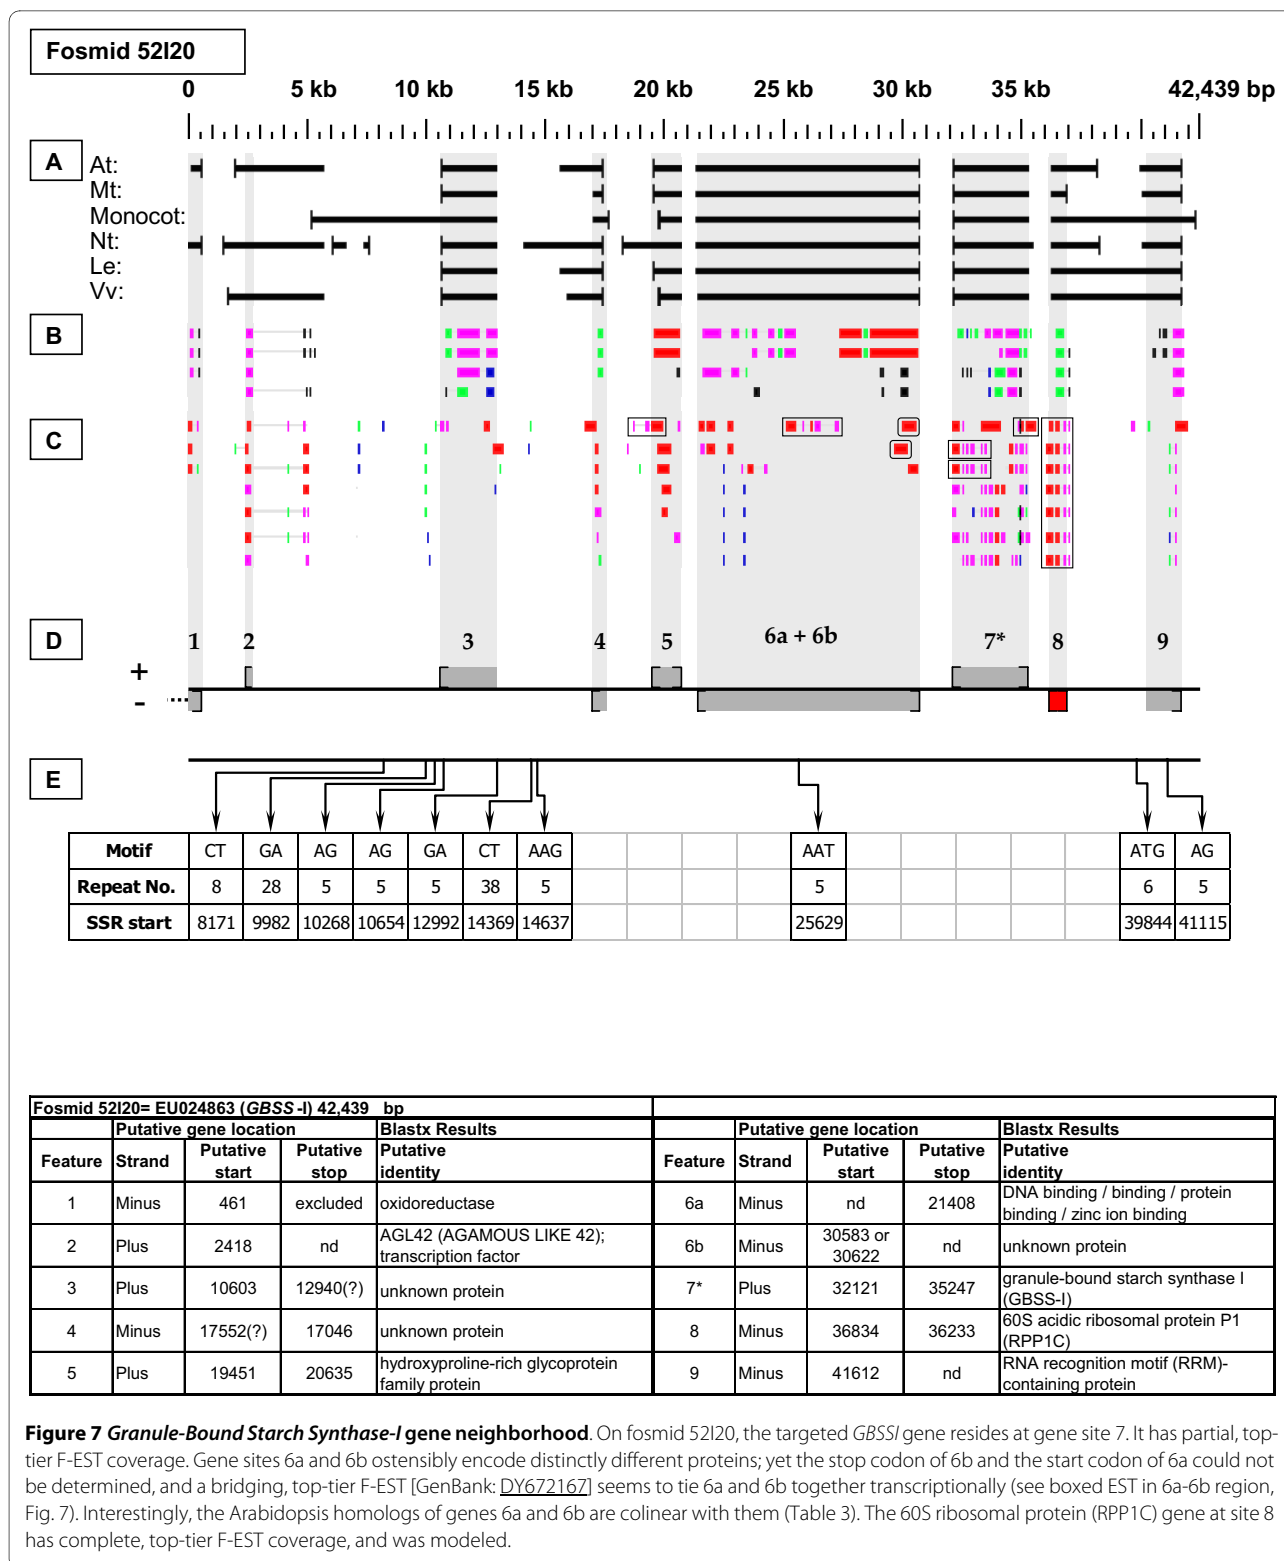 Fosmid 52I20
0 5 kb 10 kb 15 kb 20 kb 25 kb 30 kb 35 kb 42,439 bp
A
At:
Mt:
Monocot:
Nt:
Le:
Vv:
B
C
D
1 2 3 4 5 6a + 6b 7* 8 9
+
-
E
Motif CT GA AG AG GA CT AAG AAT ATG AG
Repeat No. 8 28 5 5 5 38 5 5 6 5
SSR start 8171 9982 10268 10654 12992 14369 14637 25629 39844 41115
Fosmid 52I20= EU024863 (GBSS-I) 42,439 bp
Putative gene location Blastx Results Putative gene location Blastx Results
Feature Strand Putative start Putative stop Putative identity Feature Strand Putative start Putative stop Putative identity
1 Minus 461 excluded oxidoreductase 6a Minus nd 21408 DNA binding / binding / protein binding / zinc ion binding
2 Plus 2418 nd AGL42 (AGAMOUS LIKE 42); transcription factor 6b Minus 30583 or 30622 nd unknown protein
3 Plus 10603 12940(?) unknown protein 7* Plus 32121 35247 granule-bound starch synthase I (GBSS-I)
4 Minus 17552(?) 17046 unknown protein 8 Minus 36834 36233 60S acidic ribosomal protein P1 (RPP1C)
5 Plus 19451 20635 hydroxyproline-rich glycoprotein family protein 9 Minus 41612 nd RNA recognition motif (RRM)-containing protein
Figure 7 Granule-Bound Starch Synthase-I gene neighborhood. On fosmid 52I20, the targeted GBSSI gene resides at gene site 7. It has partial, top-
tier F-EST coverage. Gene sites 6a and 6b ostensibly encode distinctly different proteins; yet the stop codon of 6b and the start codon of 6a could not
be determined, and a bridging, top-tier F-EST [GenBank: DY672167] seems to tie 6a and 6b together transcriptionally (see boxed EST in 6a-6b region,
Fig. 7). Interestingly, the Arabidopsis homologs of genes 6a and 6b are colinear with them (Table 3). The 60S ribosomal protein (RPP1C) gene at site 8
has complete, top-tier F-EST coverage, and was modeled.